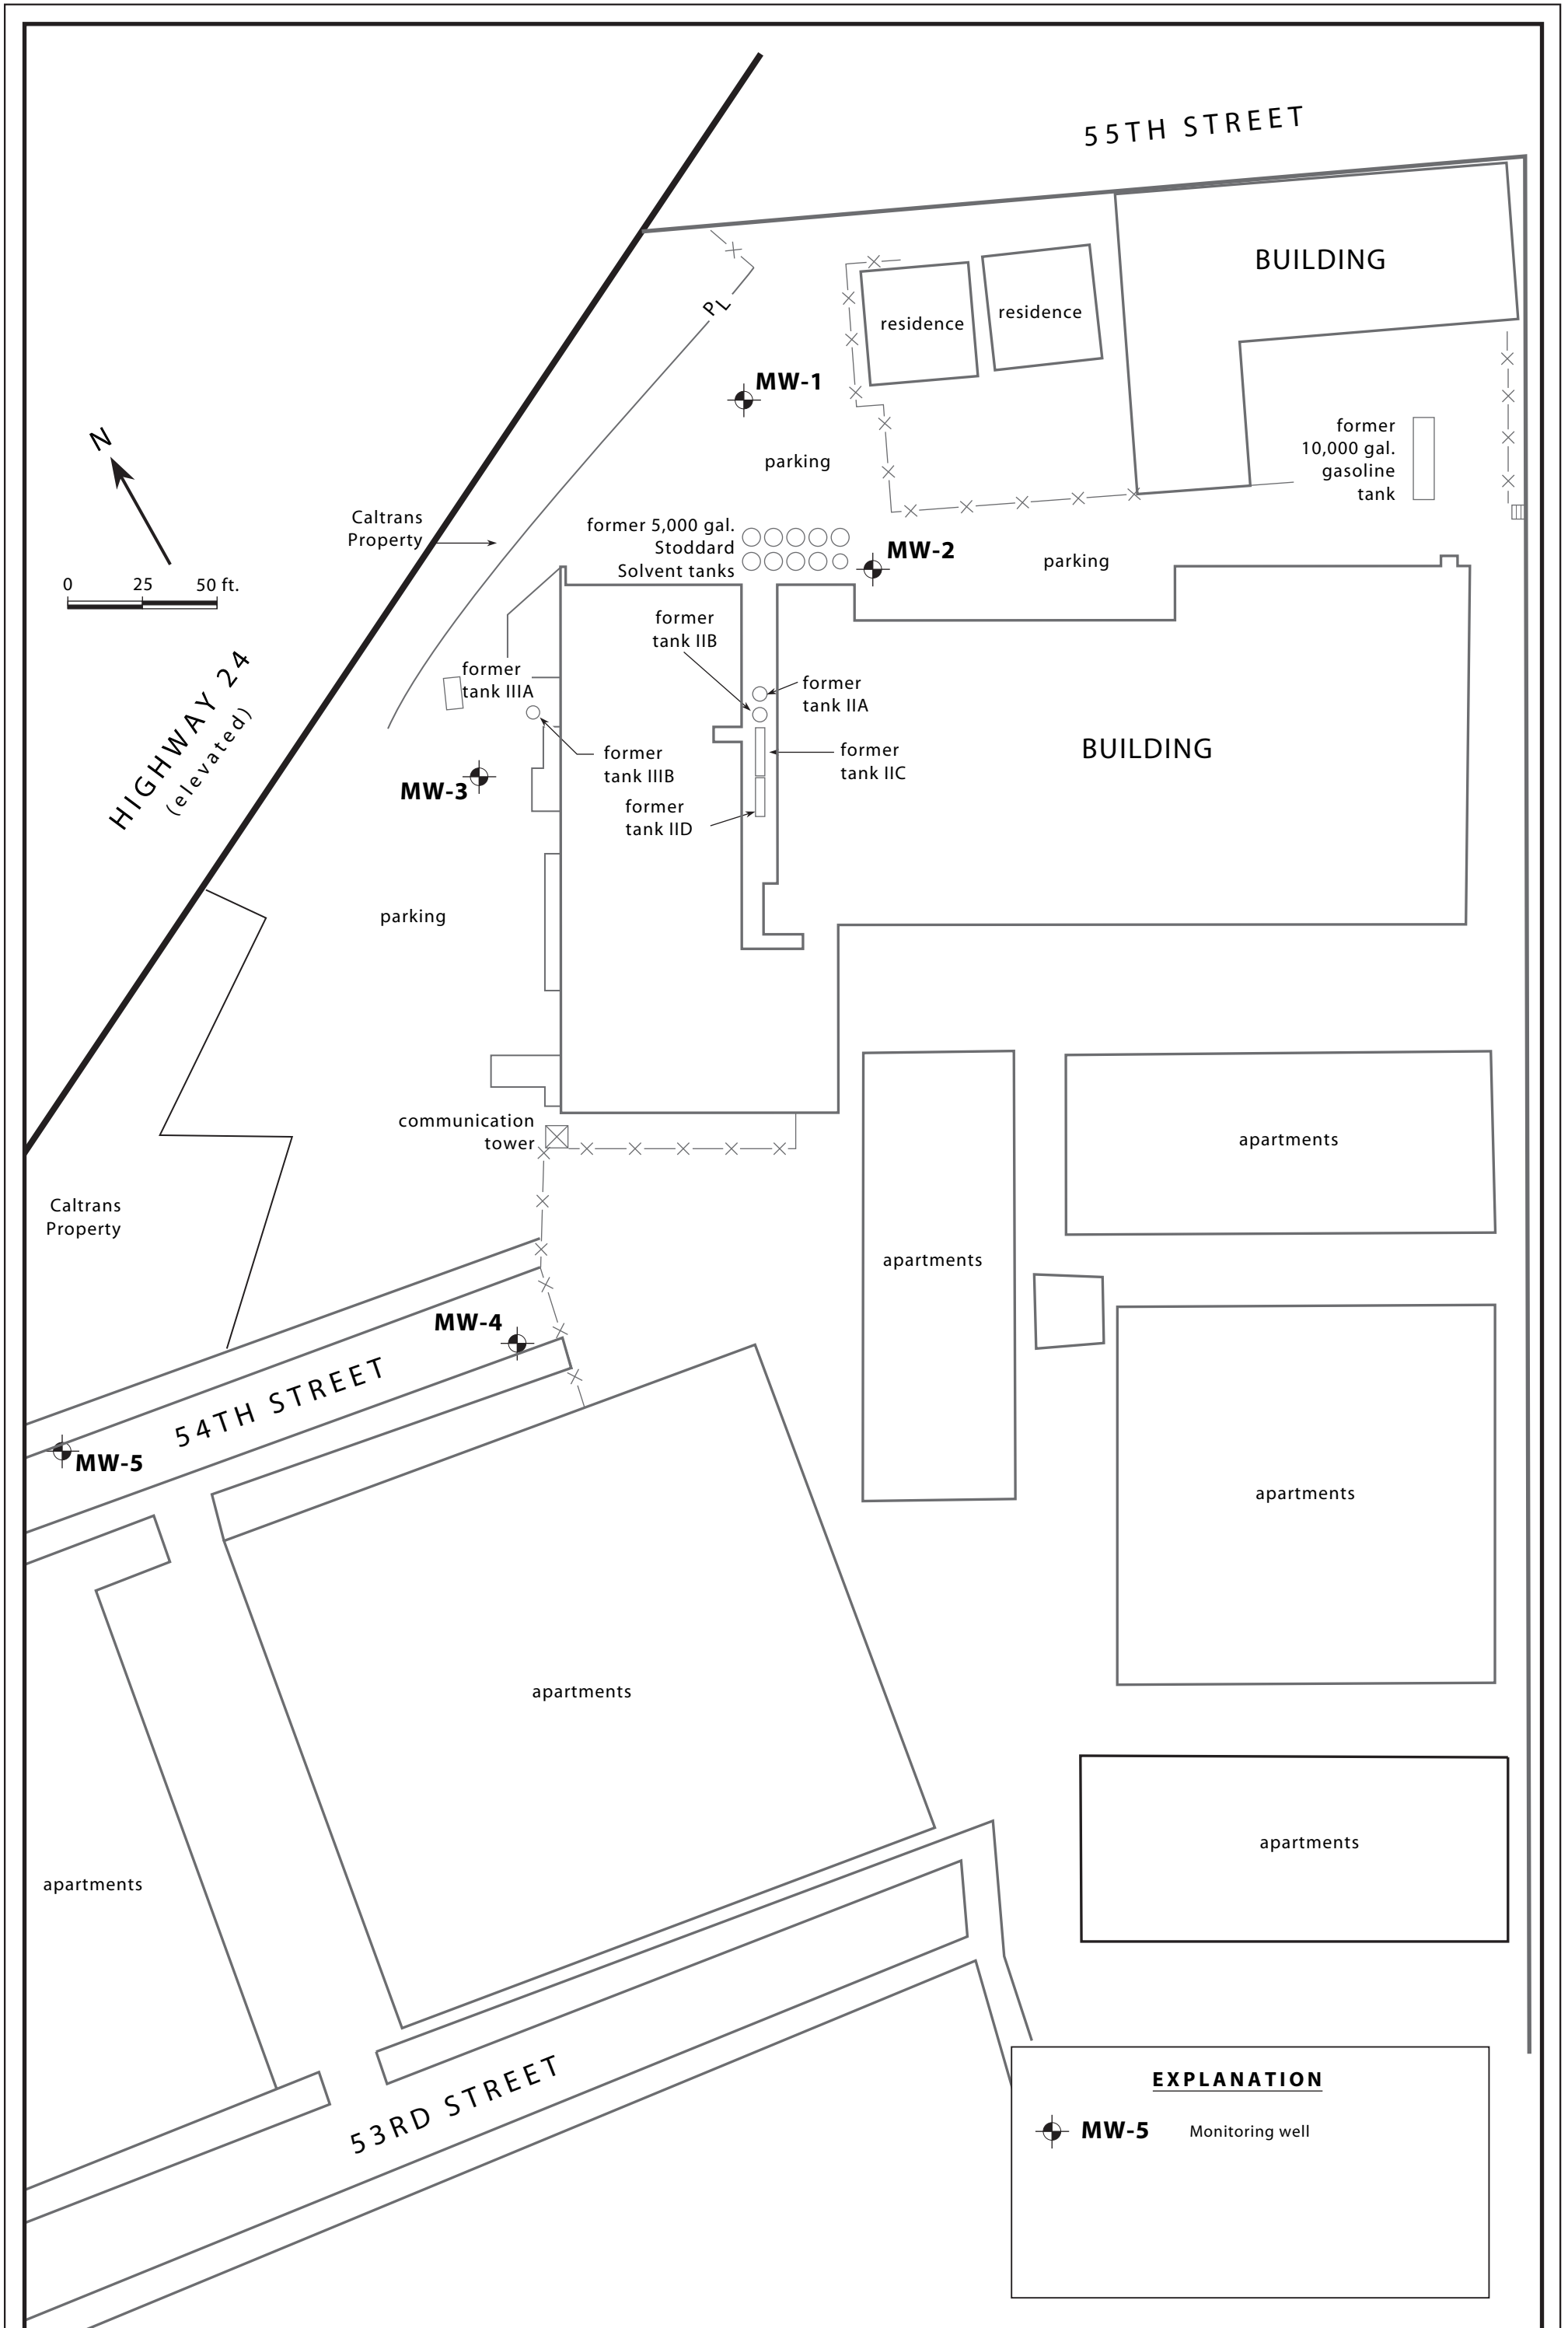 55TH STREET
BUILDING
residence
residence
PL
MW-1
former
10,000 gal.
gasoline
tank
parking
N
Caltrans
Property
former 5,000 gal.
Stoddard
Solvent tanks
MW-2
parking
0 25 50 ft.
former
tank IIB
HIGHWAY 24
(elevated)
former
tank IIIA
former
tank IIA
former
tank IIIB
former
tank IIC
BUILDING
MW-3
former
tank IID
parking
communication
tower
apartments
Caltrans
Property
apartments
MW-4
54TH STREET
MW-5
apartments
apartments
apartments
apartments
53RD STREET
EXPLANATION
MW-5 Monitoring well